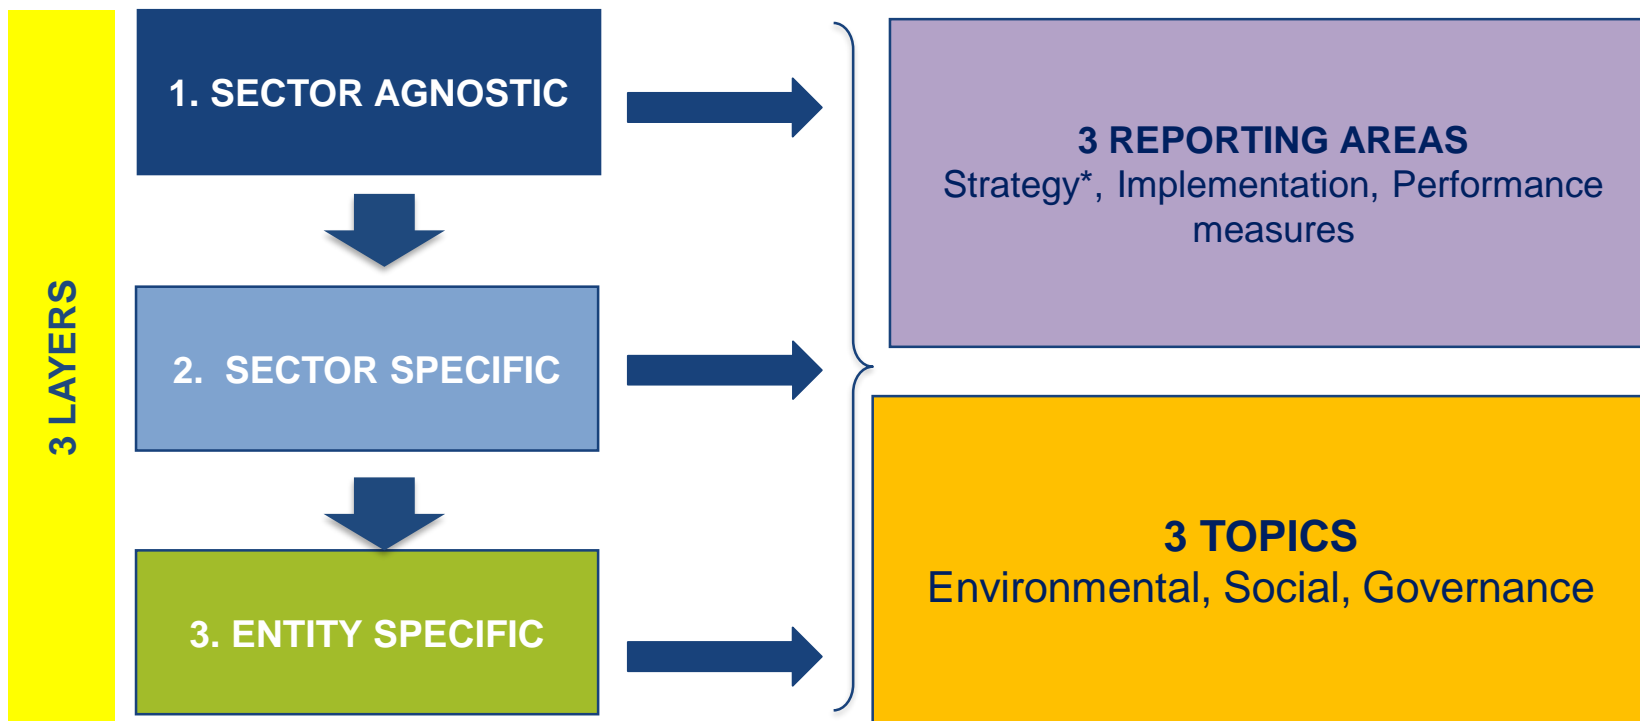 3 LAYERS
1. SECTOR AGNOSTIC
2. SECTOR SPECIFIC
3. ENTITY SPECIFIC
3 REPORTING AREAS
Strategy*, Implementation, Performance
measures
3 TOPICS
Environmental, Social, Governance